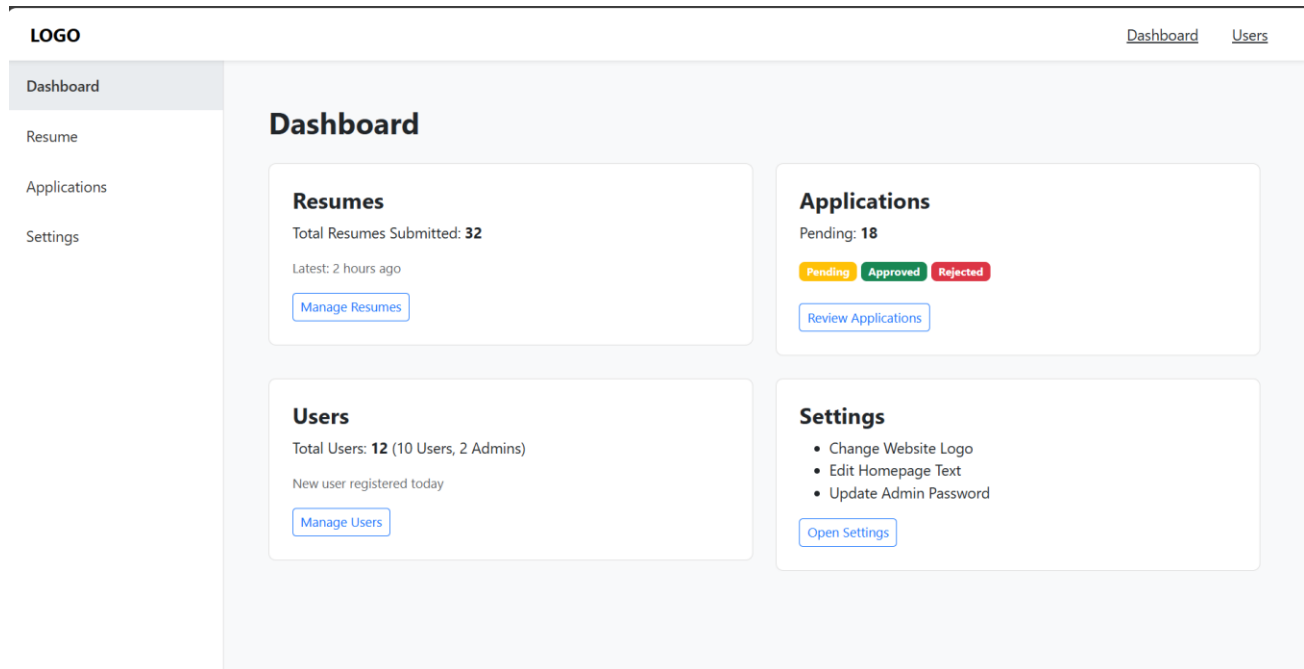 LOGO
Dashboard
Users
Dashboard
Resume
Applications
Settings
Dashboard
Resumes
Total Resumes Submitted: 32
Latest: 2 hours ago
Manage Resumes
Applications
Pending: 18
Pending Approved Rejected
Review Applications
Users
Total Users: 12 (10 Users, 2 Admins)
New user registered today
Manage Users
Settings
• Change Website Logo
• Edit Homepage Text
• Update Admin Password
Open Settings